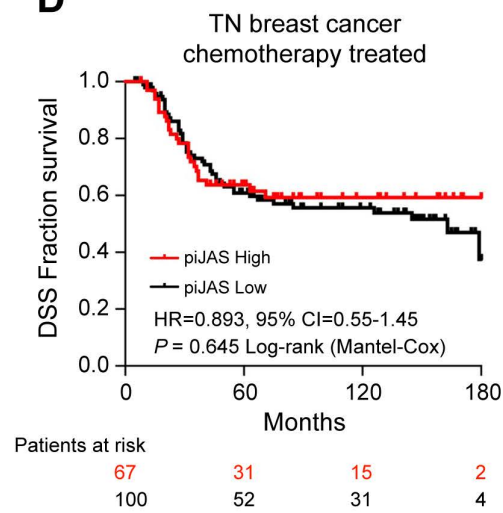 D
TN breast cancer
chemotherapy treated
DSS Fraction survival
1.0
0.8
0.6
0.4
0.2
0.0
piJAS High
piJAS Low
HR=0.893, 95% CI=0.55-1.45
P = 0.645 Log-rank (Mantel-Cox)
0 60 120 180
Months
Patients at risk
67 31 15 2
100 52 31 4